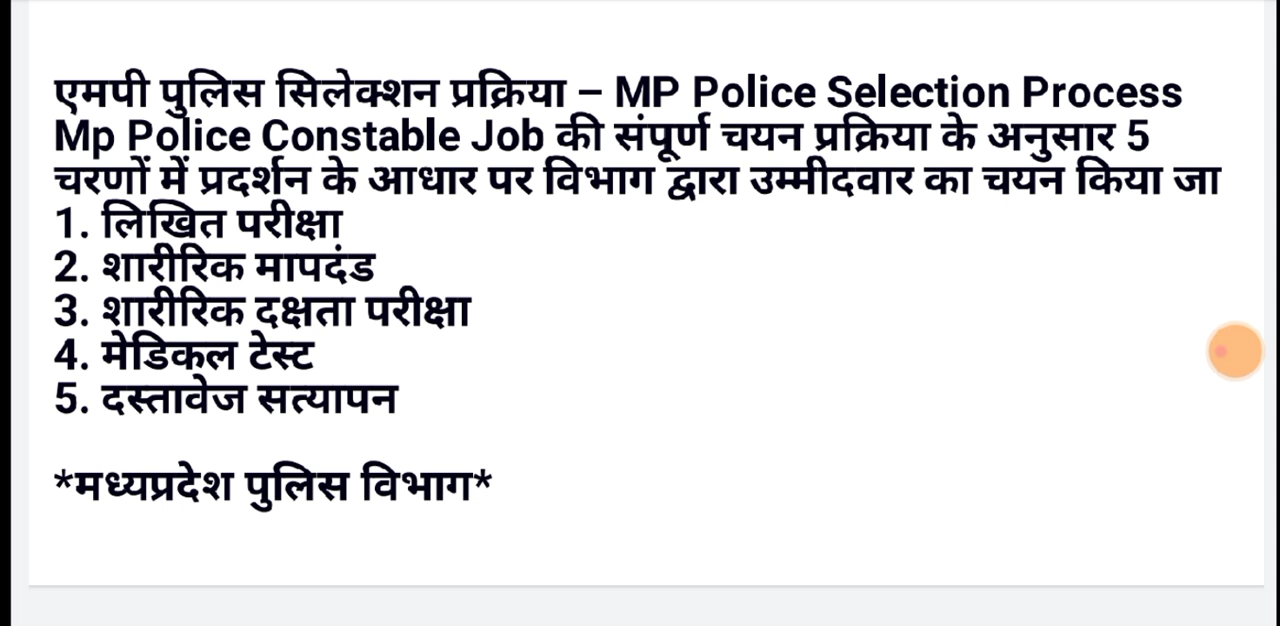 एमपी पुलिस सिलेक्शन प्रक्रिया – MP Police Selection Process
Mp Police Constable Job की संपूर्ण चयन प्रक्रिया के अनुसार 5
चरणों में प्रदर्शन के आधार पर विभाग द्वारा उम्मीदवार का चयन किया जा
1. लिखित परीक्षा
2. शारीरिक मापदंड
3. शारीरिक दक्षता परीक्षा
4. मेडिकल टेस्ट
5. दस्तावेज सत्यापन
*मध्यप्रदेश पुलिस विभाग*